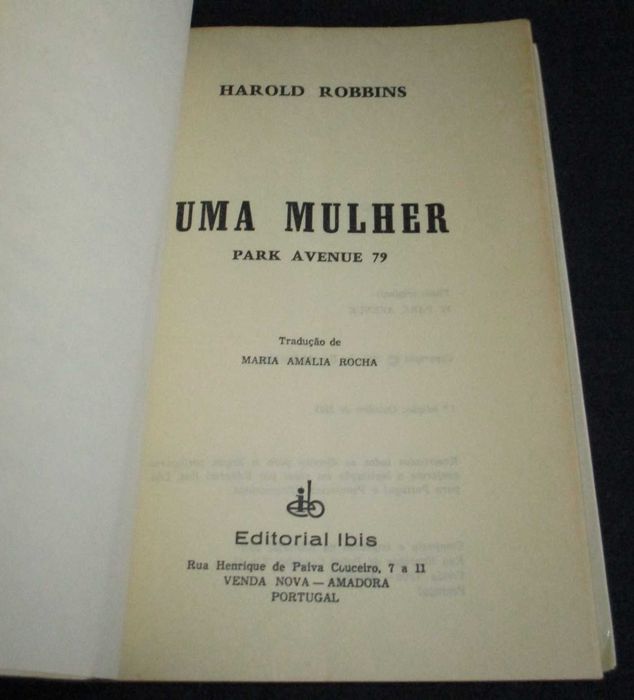 HAROLD ROBBINS
UMA MULHER
PARK AVENUE 79
Tradução de
MARIA AMÁLIA ROCHA
Editorial Ibis
Rua Henrique de Paiva Couceiro, 7 a 11
VENDA NOVA — AMADORA
PORTUGAL